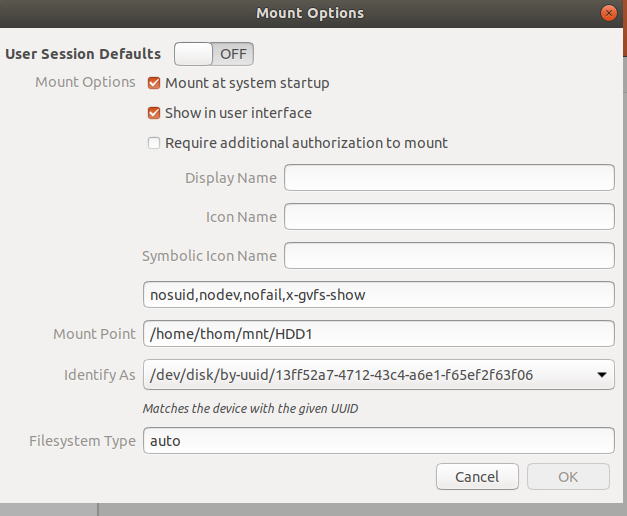 Mount Options
User Session Defaults OFF
Mount Options Mount at system startup
Show in user interface
Require additional authorization to mount
Display Name
Icon Name
Symbolic Icon Name
nosuid,nodev,nofail,x-gvfs-show
Mount Point /home/thom/mnt/HDD1
Identify As /dev/disk/by-uuid/13ff52a7-4712-43c4-a6e1-f65ef2f63f06
Matches the device with the given UUID
Filesystem Type auto
Cancel OK